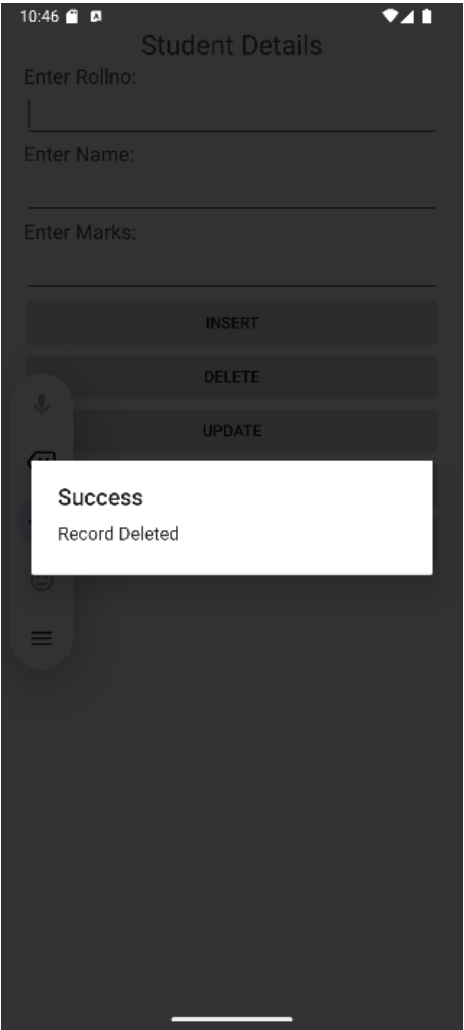 10:46
Student Details
Enter Rollno:
Enter Name:
Enter Marks:
INSERT
DELETE
UPDATE
Success
Record Deleted